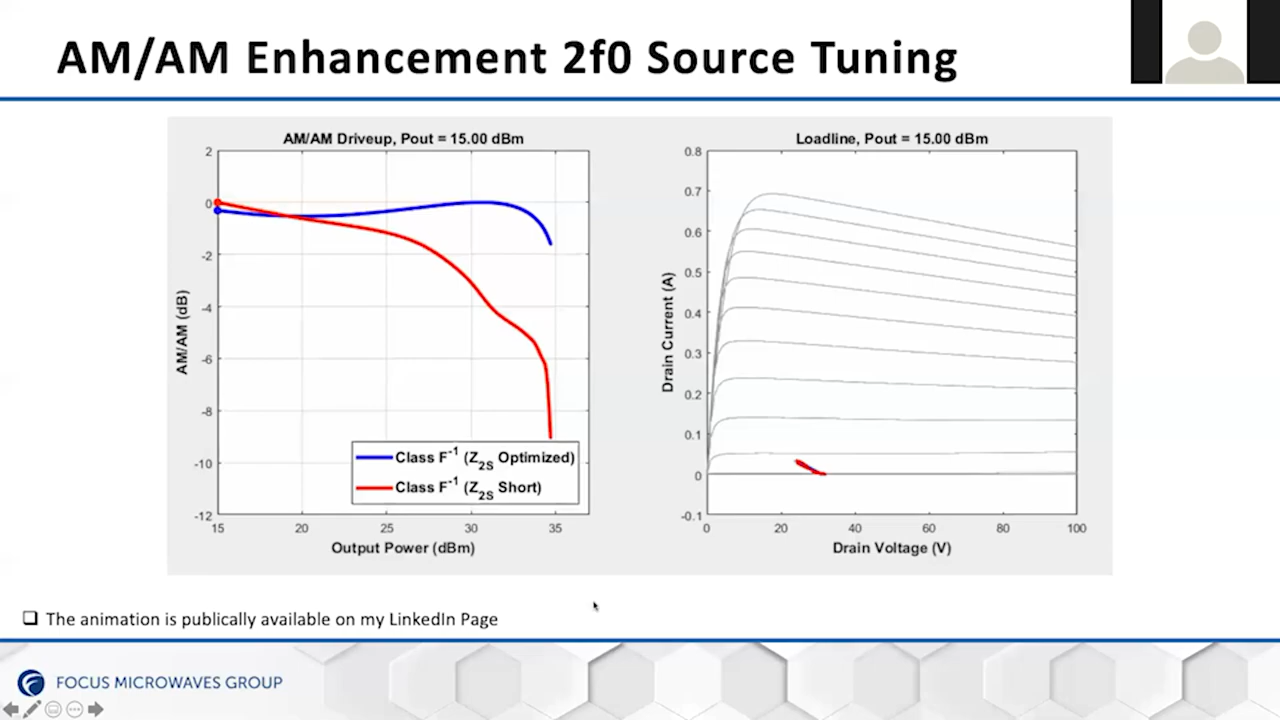 AM/AM Enhancement 2f0 Source Tuning
AM/AM Driveup, Pout = 15.00 dBm
2
0
-2
-4
-6
-8
-10
-12
15
20
25
30
35
AM/AM (dB)
Output Power (dBm)
Class F-1 (Z2S Optimized)
Class F-1 (Z2S Short)
Loadline, Pout = 15.00 dBm
0.8
0.7
0.6
0.5
0.4
0.3
0.2
0.1
0
-0.1
0
20
40
60
80
100
Drain Current (A)
Drain Voltage (V)
The animation is publically available on my LinkedIn Page
FOCUS MICROWAVES GROUP